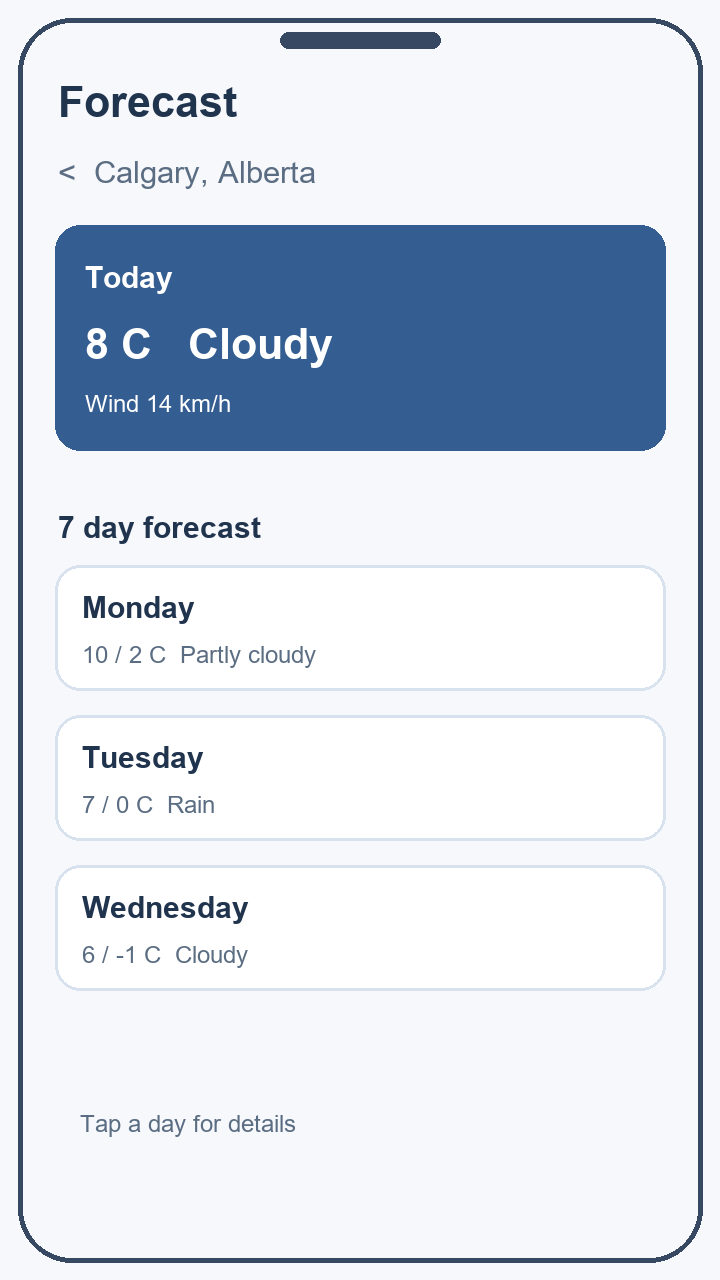 Forecast
< Calgary, Alberta
Today
8 C Cloudy
Wind 14 km/h
7 day forecast
Monday
10 / 2 C Partly cloudy
Tuesday
7 / 0 C Rain
Wednesday
6 / -1 C Cloudy
Tap a day for details